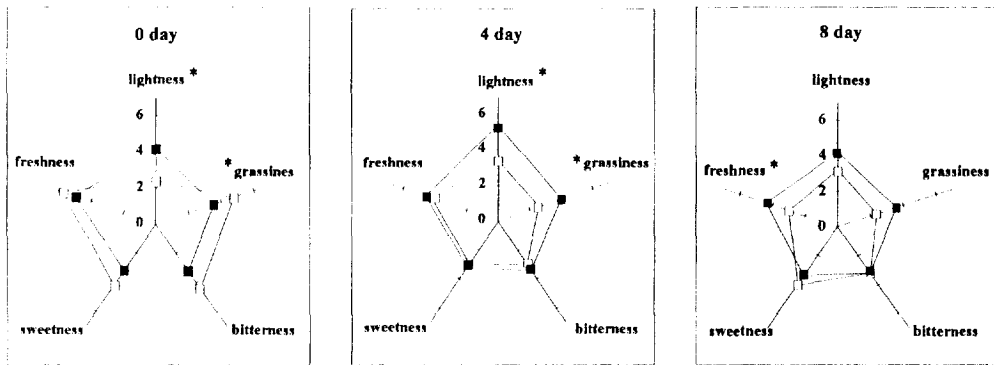 0 day
lightness *
6
4
2
0
freshness
* grassines
sweetness
bitterness
4 day
lightness *
6
4
2
0
freshness
* grassiness
sweetness
bitterness
8 day
lightness
6
4
2
0
freshness *
grassiness
sweetness
bitterness